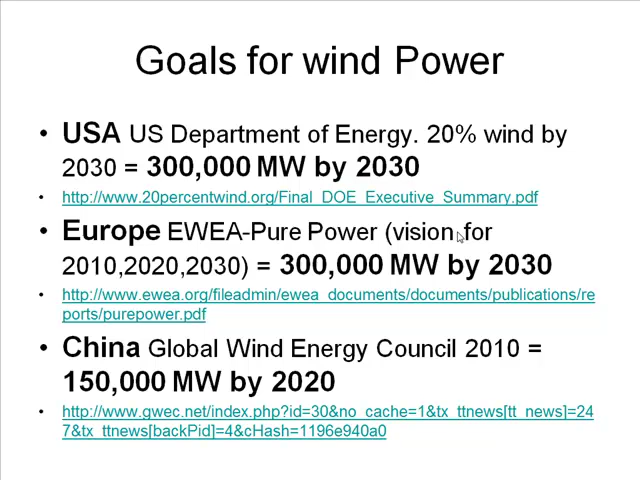 Goals for wind Power
• USA US Department of Energy. 20% wind by
2030 = 300,000 MW by 2030
• http://www.20percentwind.org/Final_DOE_Executive_Summary.pdf
• Europe EWEA-Pure Power (vision for
2010,2020,2030) = 300,000 MW by 2030
• http://www.ewea.org/fileadmin/ewea_documents/documents/publications/re
ports/purepower.pdf
• China Global Wind Energy Council 2010 =
150,000 MW by 2020
• http://www.gwec.net/index.php?id=30&no_cache=1&tx_ttnews[tt_news]=24
7&tx_ttnews[backPid]=4&cHash=1196e940a0